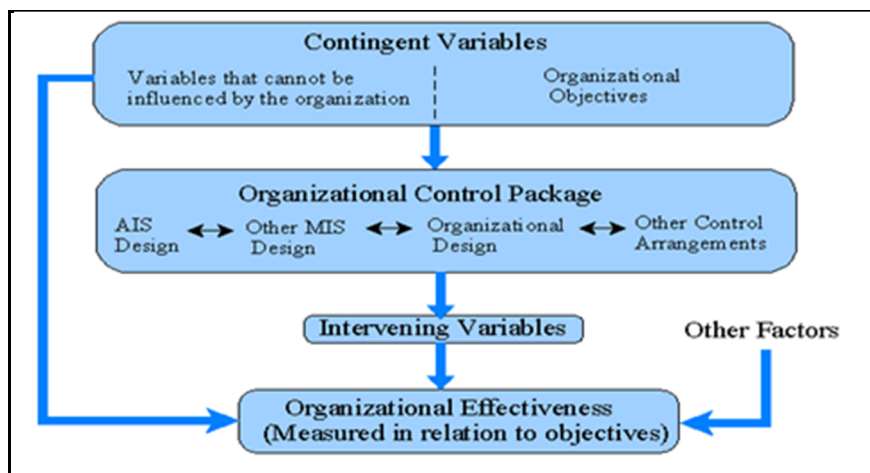 Contingent Variables
Variables that cannot be
influenced by the organization
Organizational
Objectives
Organizational Control Package
AIS
Design
Other MIS
Design
Organizational
Design
Other Control
Arrangements
Intervening Variables
Other Factors
Organizational Effectiveness
(Measured in relation to objectives)